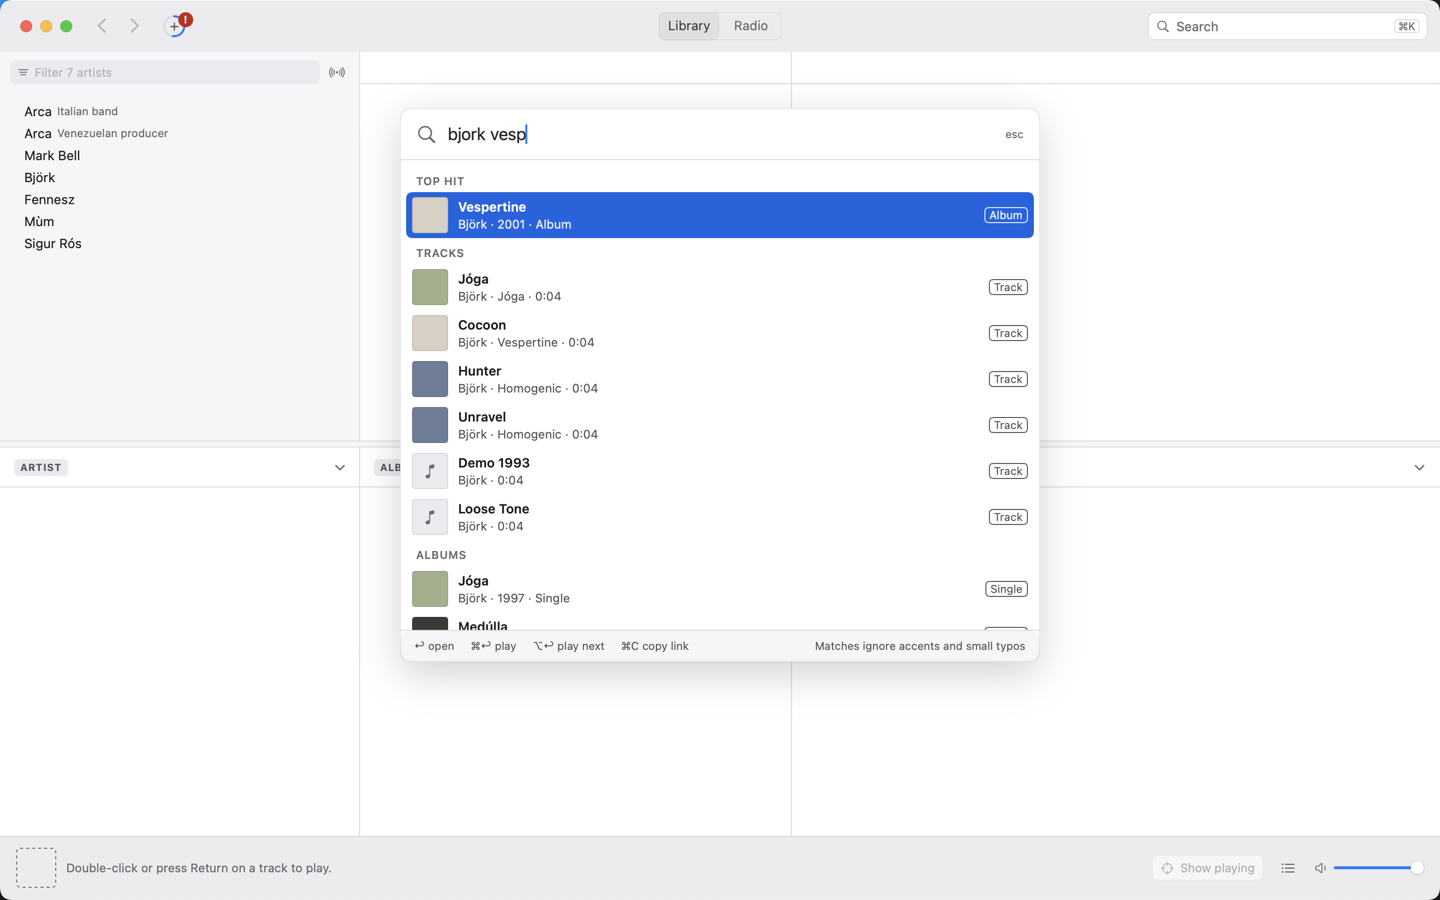 !
Library
Radio
Search
⌘K
Filter 7 artists
Arca Italian band
Arca Venezuelan producer
Mark Bell
Björk
Fennesz
Mùm
Sigur Rós
bjork vesp
esc
TOP HIT
Vespertine
Björk · 2001 · Album
Album
TRACKS
Jóga
Björk · Jóga · 0:04
Track
Cocoon
Björk · Vespertine · 0:04
Track
Hunter
Björk · Homogenic · 0:04
Track
Unravel
Björk · Homogenic · 0:04
Track
Demo 1993
Björk · 0:04
Track
Loose Tone
Björk · 0:04
Track
ALBUMS
Jóga
Björk · 1997 · Single
Single
Medúlla
↩ open ⌘↩ play ⌥↩ play next ⌘C copy link
Matches ignore accents and small typos
ARTIST
ALB
Double-click or press Return on a track to play.
Show playing